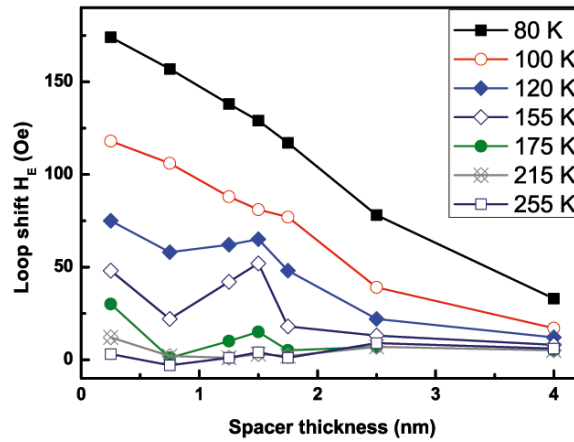 150
100
50
0
Loop shift H_E (Oe)
80 K
100 K
120 K
155 K
175 K
215 K
255 K
0 1 2 3 4
Spacer thickness (nm)